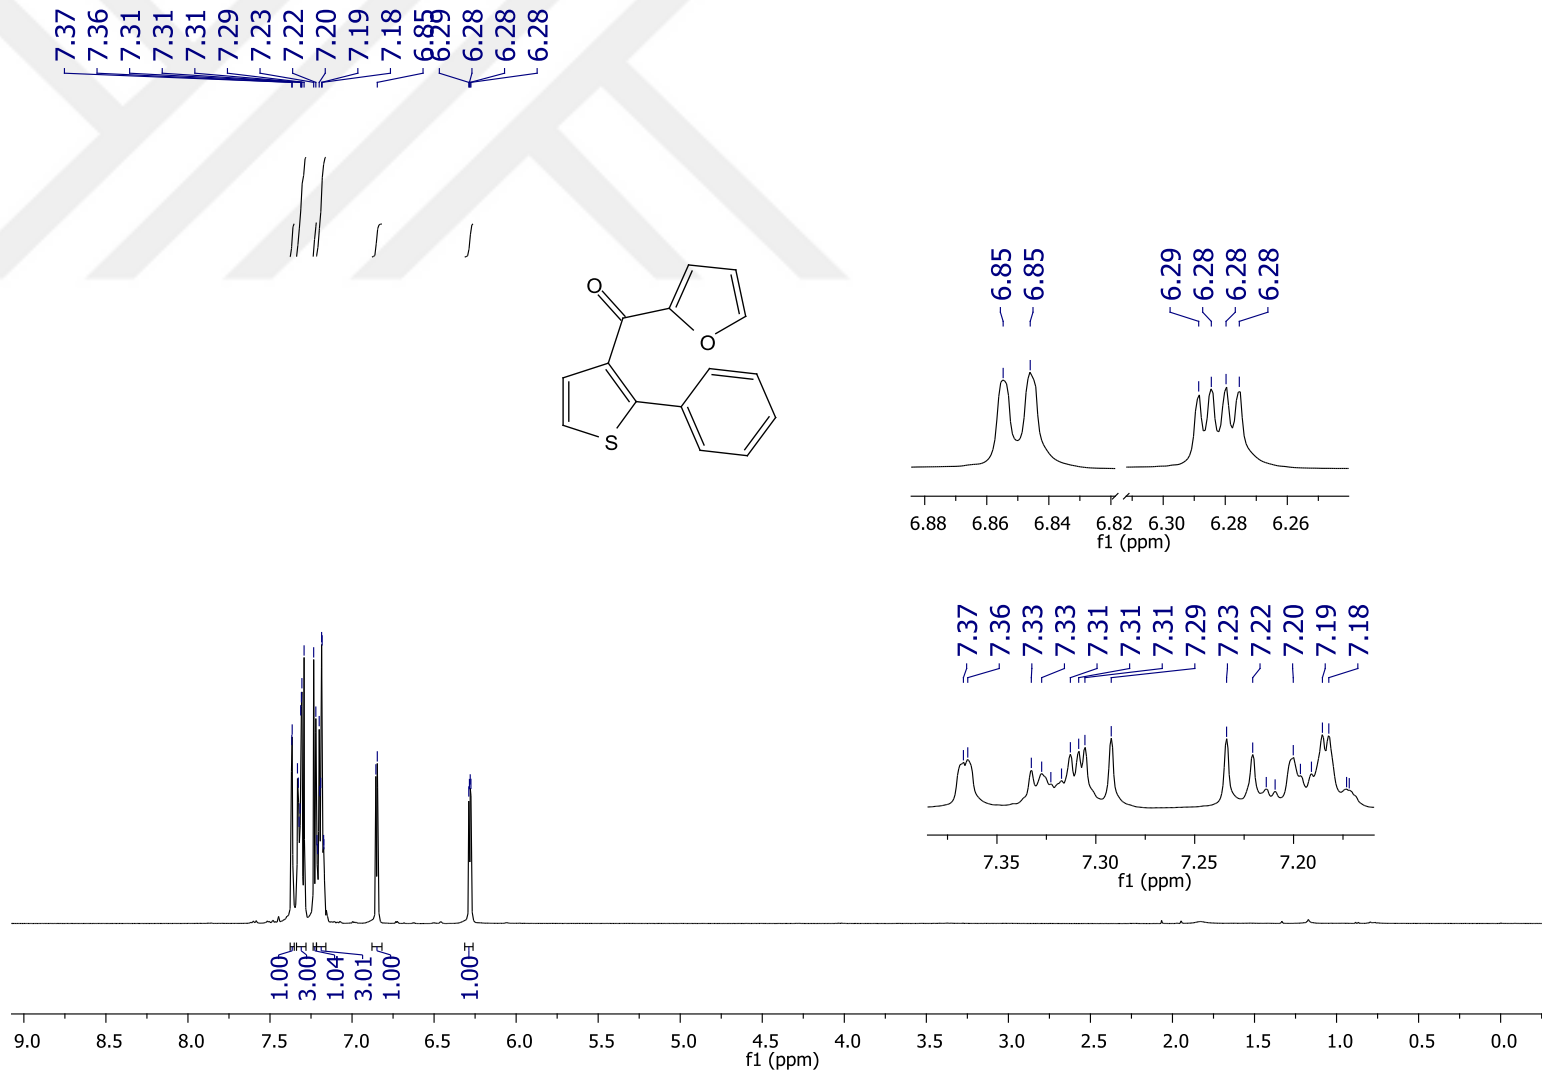 7.37 7.36 7.31 7.31 7.31 7.29 7.23 7.22 7.20 7.19 7.18 6.85 6.29 6.28 6.28 6.28
6.85 6.85 6.29 6.28 6.28 6.28
O
O
S
6.88 6.86 6.84 6.82 6.30 6.28 6.26
f1 (ppm)
7.37 7.36 7.33 7.33 7.31 7.31 7.31 7.29 7.23 7.22 7.20 7.19 7.18
7.35 7.30 7.25 7.20
f1 (ppm)
1.00 3.00 1.04 3.01 1.00 1.00
9.0 8.5 8.0 7.5 7.0 6.5 6.0 5.5 5.0 4.5 4.0 3.5 3.0 2.5 2.0 1.5 1.0 0.5 0.0
f1 (ppm)